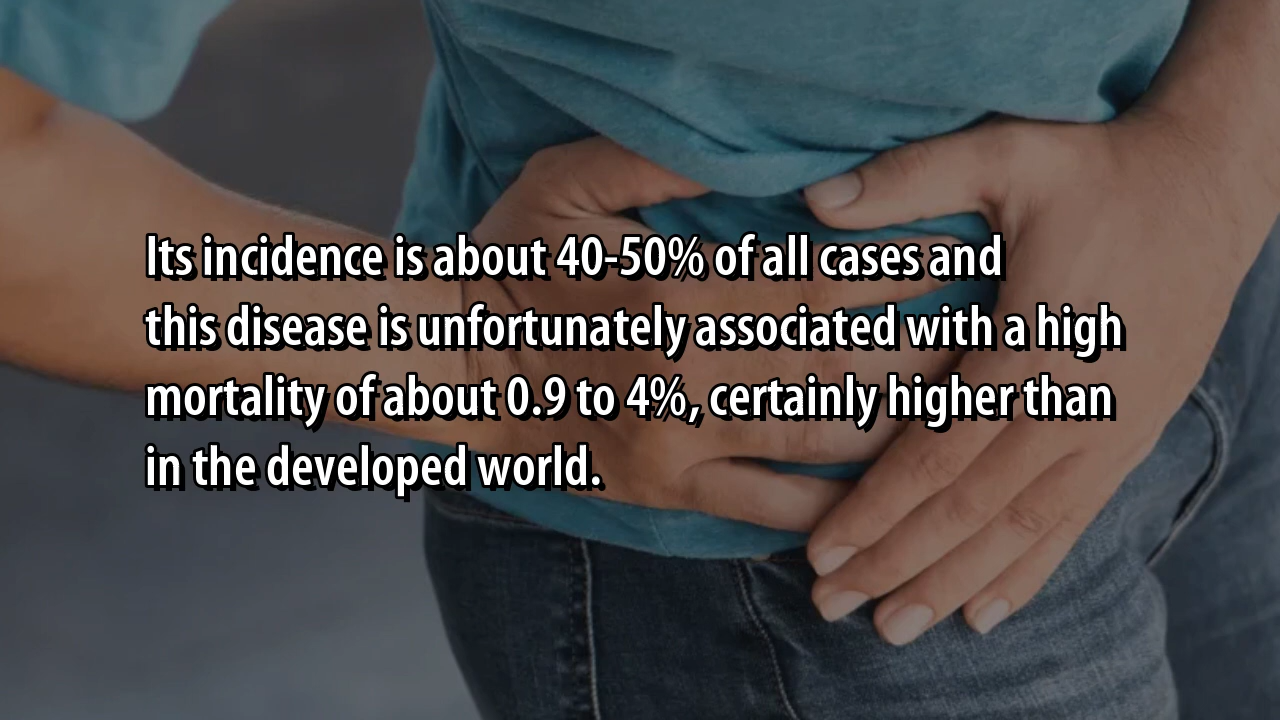 Its incidence is about 40-50% of all cases and
this disease is unfortunately associated with a high
mortality of about 0.9 to 4%, certainly higher than
in the developed world.